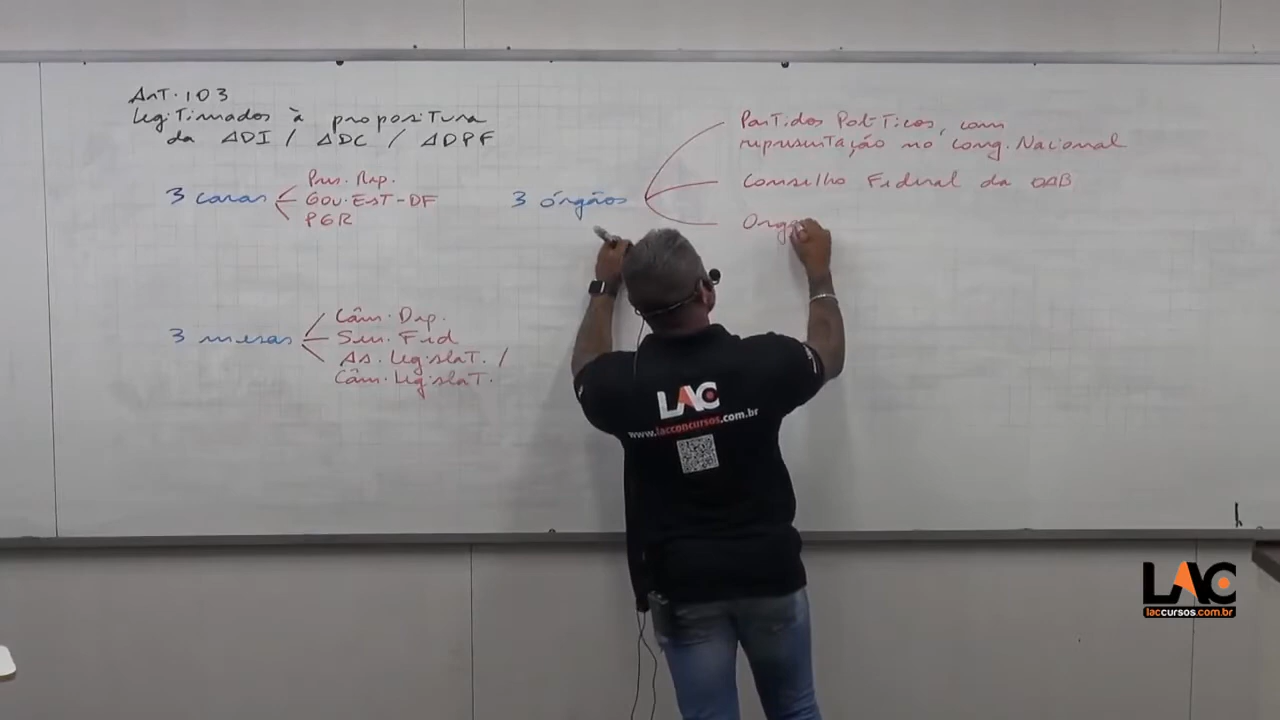 ART.103
Legitimados à propositura
da ADI / ADC / ADPF
3 caras
Pres. Rep.
Gov. EST-DF
PGR
3 mesas
Câm. Dep.
Sen. Fed
As. Legislat. /
Câm. Legislat.
3 órgãos
Partidos Políticos, com
representação no Cong. Nacional
Conselho Federal da OAB
Orga
LAC
www.lacconcursos.com.br
LAC
laccursos.com.br